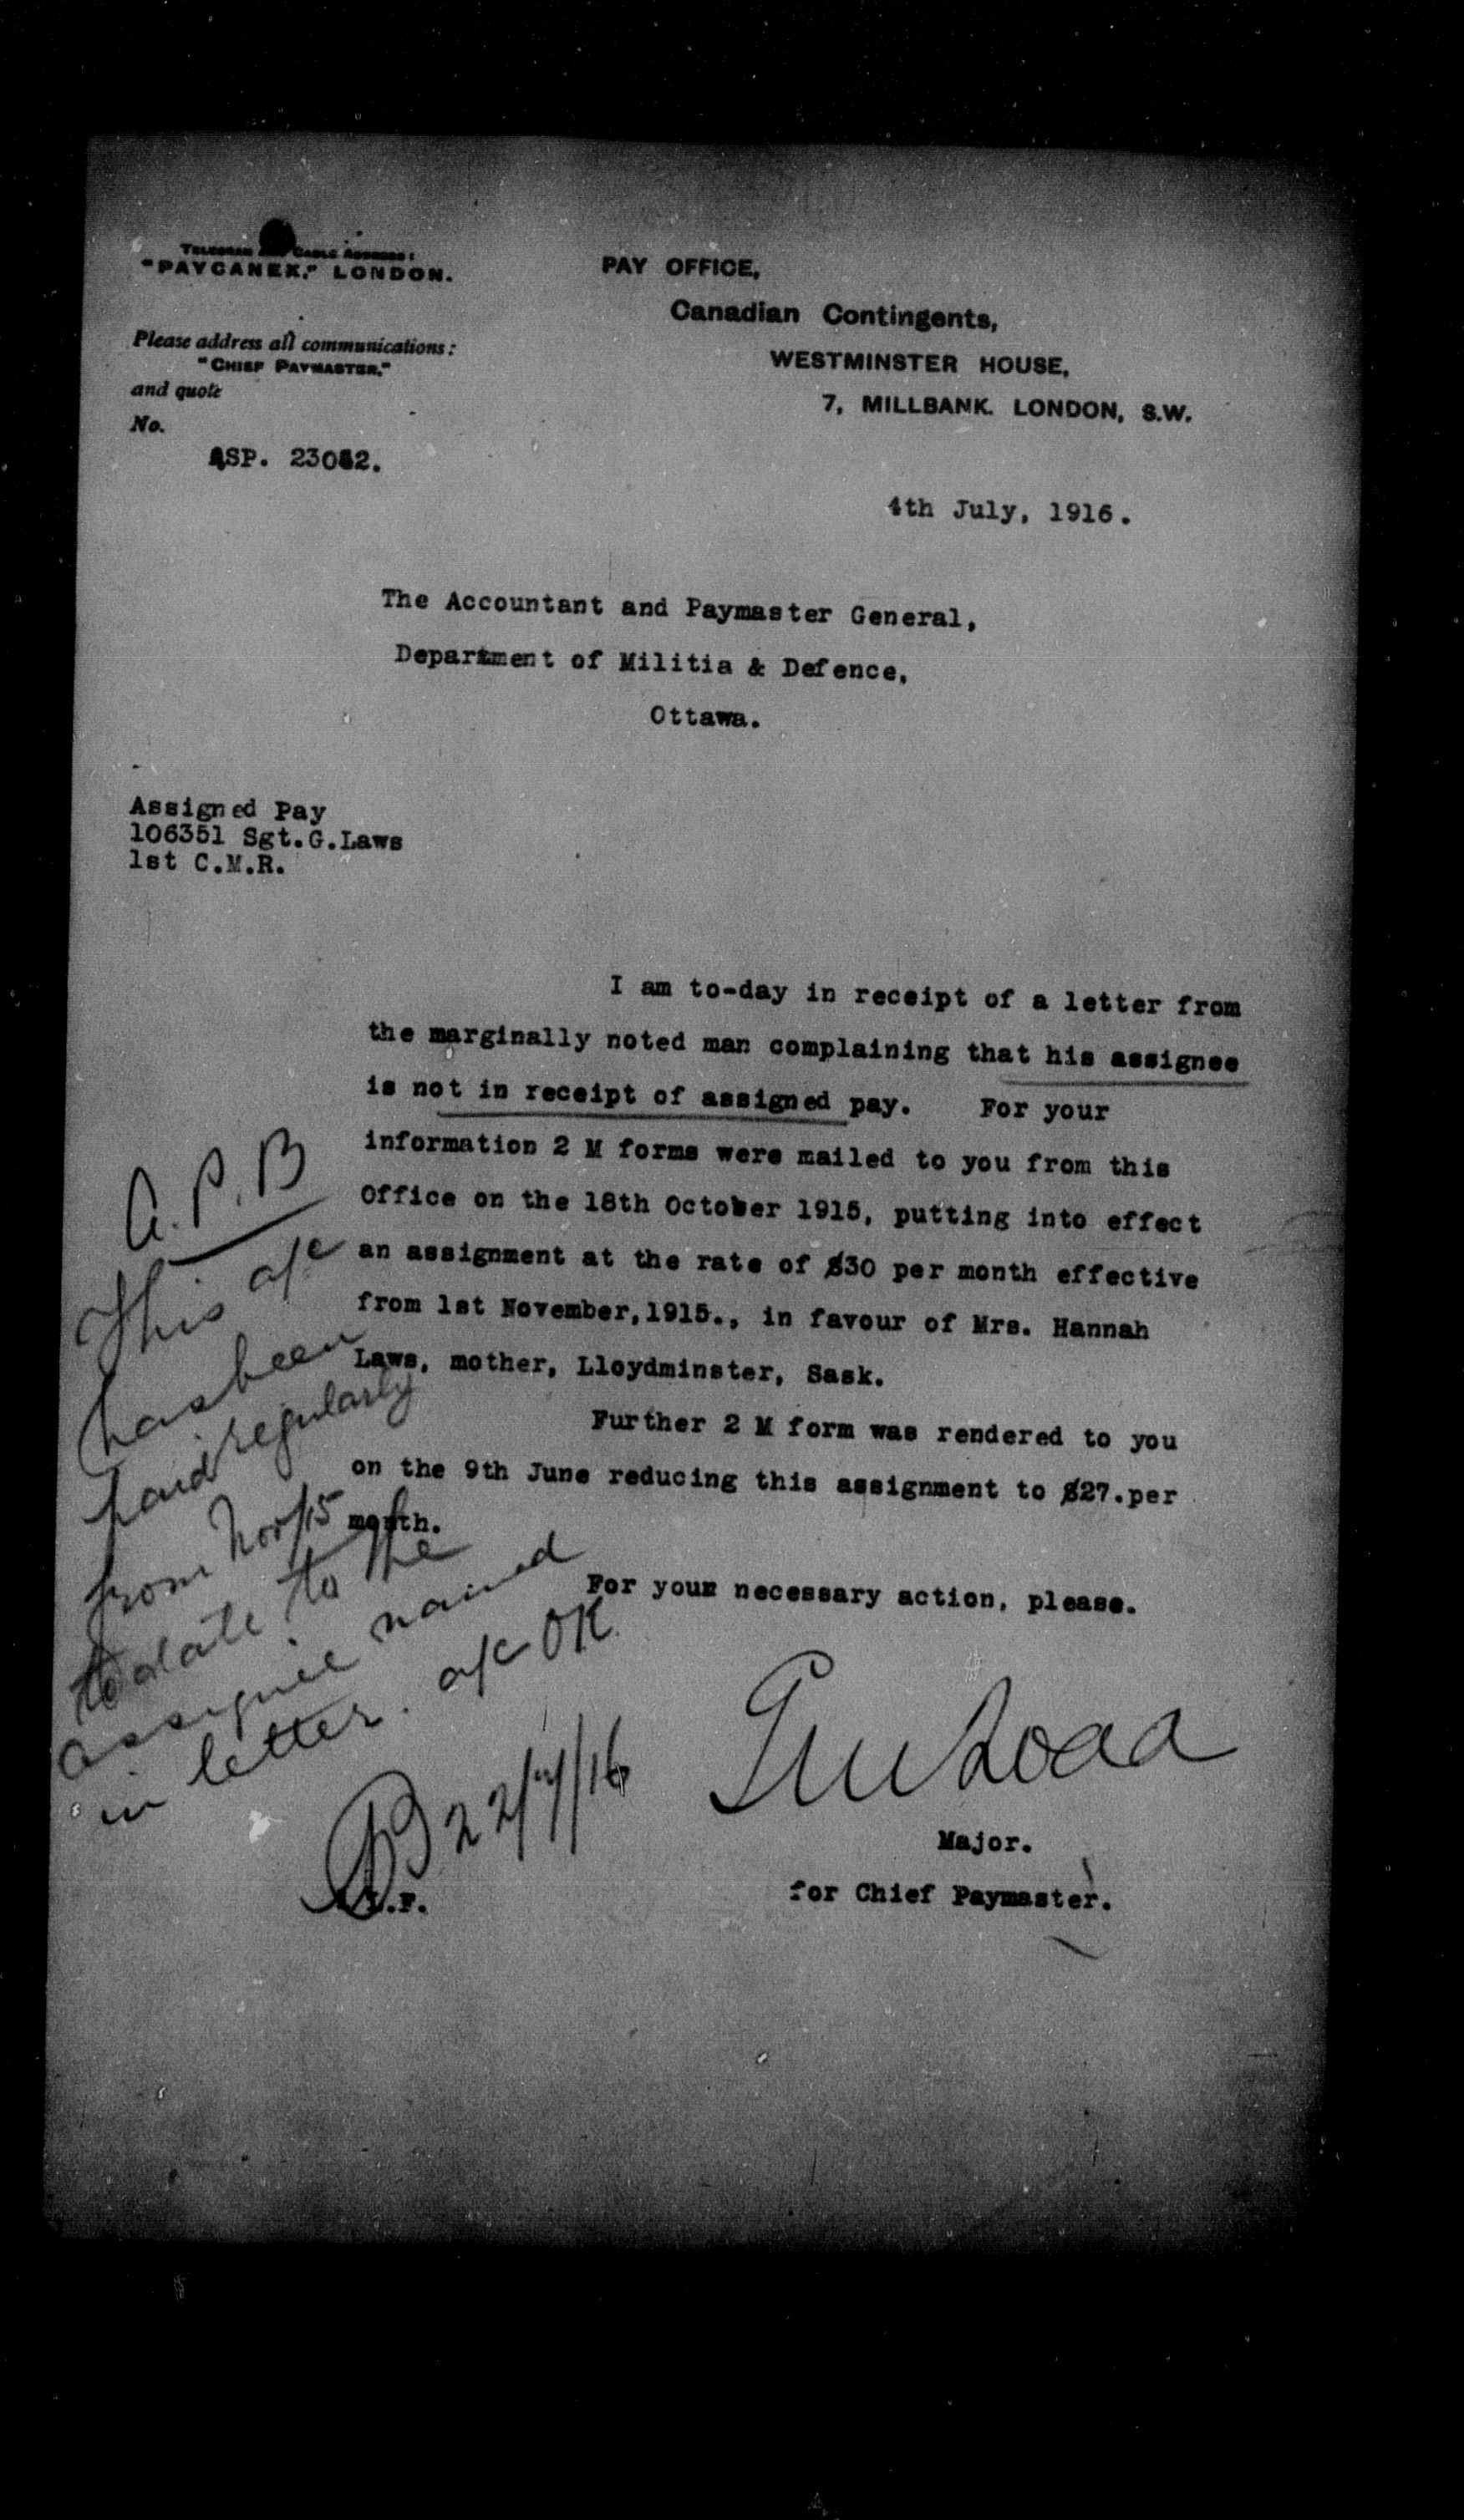 TELEGRAM AND CABLE ADDRESS:
"PAYCANEX," LONDON.
Please address all communications:
"CHIEF PAYMASTER,"
and quote
No.
ASP. 23042.
PAY OFFICE,
Canadian Contingents,
WESTMINSTER HOUSE,
7, MILLBANK. LONDON, S.W.
4th July, 1916.
The Accountant and Paymaster General,
Department of Militia & Defence,
Ottawa.
Assigned Pay
106351 Sgt.G.Laws
1st C.M.R.
I am to-day in receipt of a letter from
the marginally noted man complaining that his assignee
is not in receipt of assigned pay. For your
information 2 M forms were mailed to you from this
Office on the 18th October 1915, putting into effect
an assignment at the rate of $30 per month effective
from 1st November,1915., in favour of Mrs. Hannah
Laws, mother, Lloydminster, Sask.
Further 2 M form was rendered to you
on the 9th June reducing this assignment to $27.per
month.
For your necessary action, please.
A.P.B
This a/c
has been
paid regularly
from Nov/15
to date to the
assignee named
in letter. a/c OK
22/7/16
Major.
for Chief Paymaster.